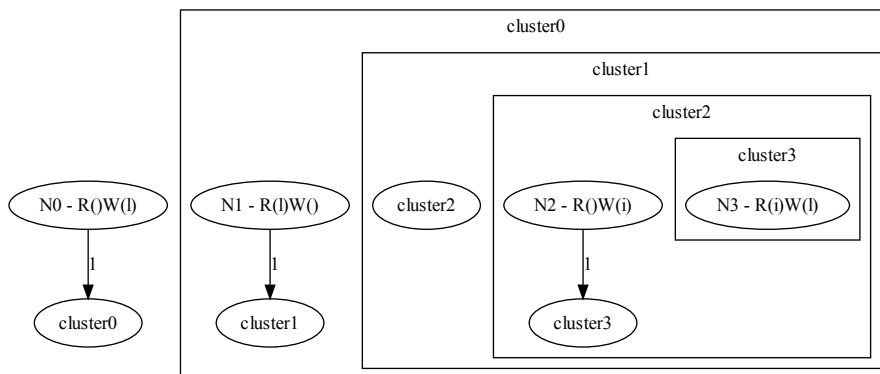 cluster0
cluster1
cluster2
cluster3
N0 - R()W(l)
N1 - R(l)W()
cluster2
N2 - R()W(i)
N3 - R(i)W(l)
1
1
1
cluster0
cluster1
cluster3